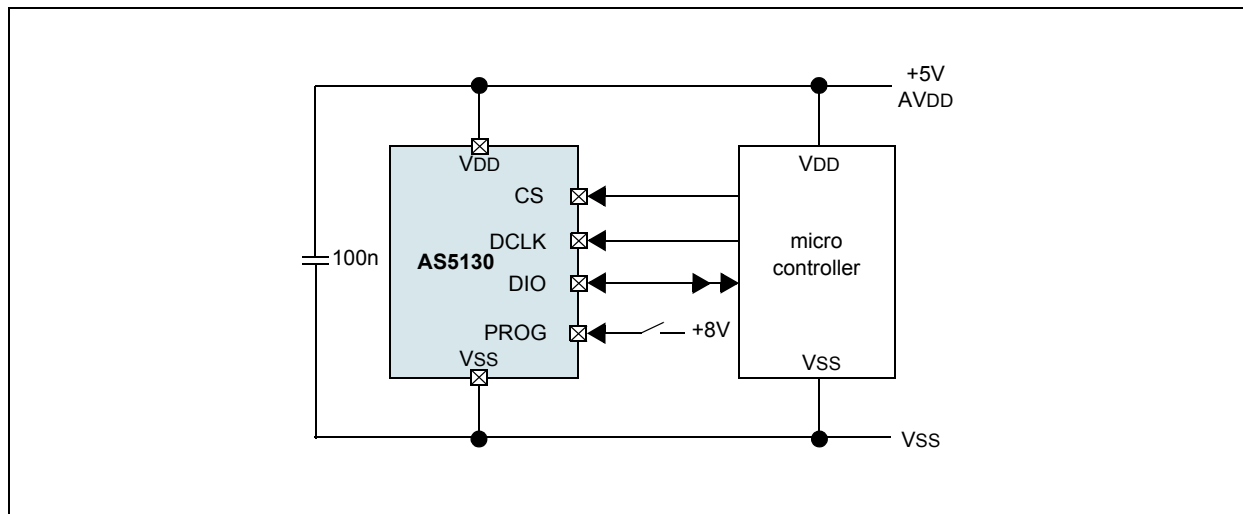 +5V
AVDD
VDD
VDD
CS
DCLK
micro
controller
100n
AS5130
DIO
PROG
+8V
VSS
VSS
VSS